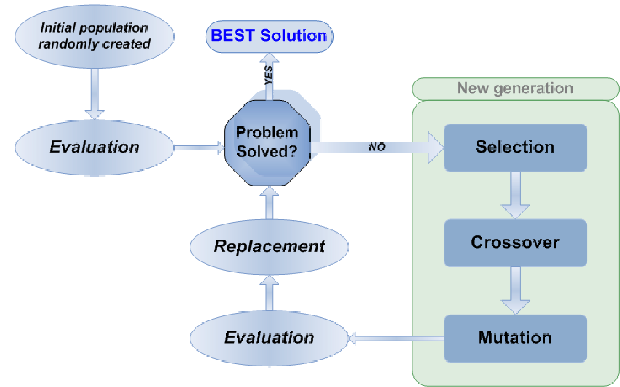 Initial population
randomly created
BEST Solution
YES
New generation
Evaluation
Problem
Solved?
NO
Selection
Replacement
Crossover
Evaluation
Mutation